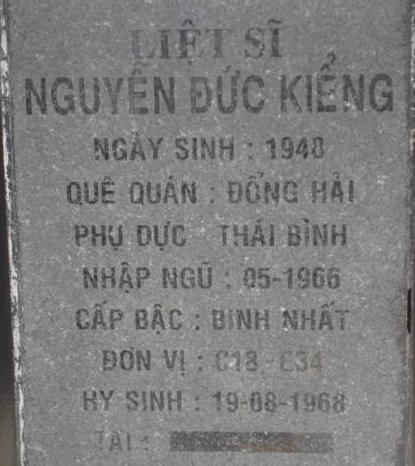 LIỆT SĨ
NGUYỄN ĐỨC KIỂNG
NGÀY SINH : 1948
QUÊ QUÁN : ĐÔNG HẢI
PHỤ DỰC THÁI BÌNH
NHẬP NGŨ : 05-1966
CẤP BẬC : BINH NHẤT
ĐƠN VỊ : C18 - E34
HY SINH : 19-08-1968
TẠI :